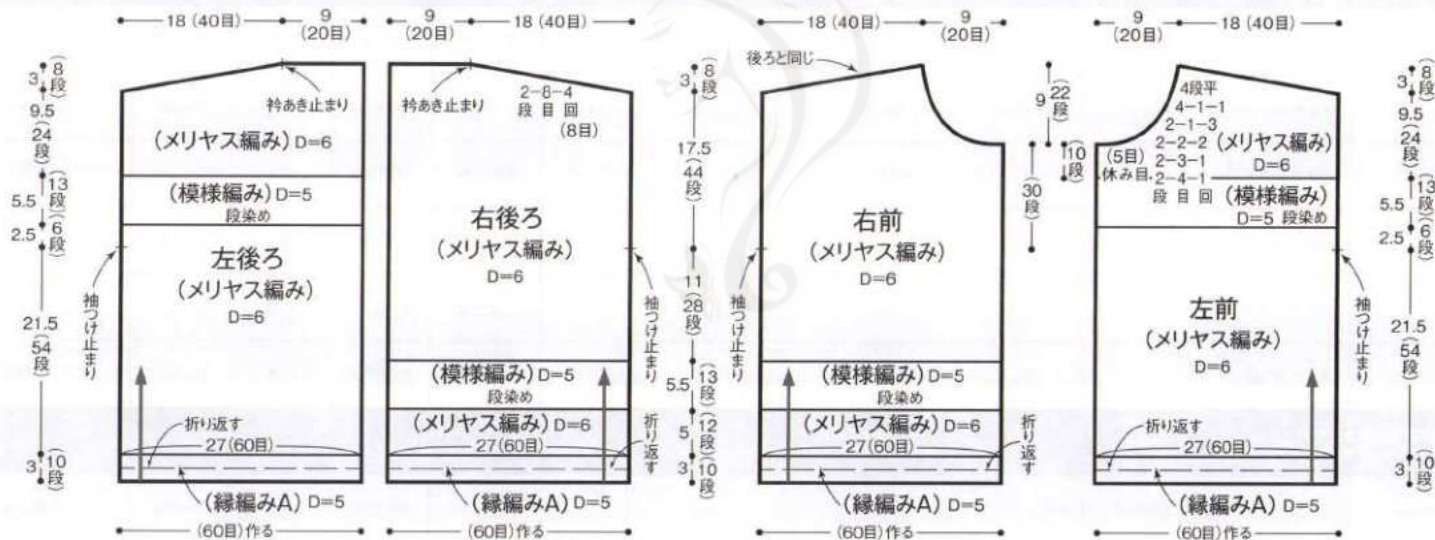 18 (40目)
9
(20目)
3 (8段)
9.5 (24段)
5.5 (13段)
2.5 (6段)
21.5 (54段)
3 (10段)
衿あき止まり
(メリヤス編み) D=6
(模様編み) D=5
段染め
左後ろ
(メリヤス編み)
D=6
袖つけ止まり
折り返す
27(60目)
(縁編みA) D=5
(60目)作る
9
(20目)
18 (40目)
衿あき止まり
2-8-4
段 目 回
(8目)
右後ろ
(メリヤス編み)
D=6
袖つけ止まり
(模様編み) D=5
段染め
(メリヤス編み) D=6
27(60目)
折り返す
(縁編みA) D=5
(60目)作る
3 (8段)
17.5 (44段)
11 (28段)
5.5 (13段)
5 (12段)
3 (10段)
18 (40目)
9
(20目)
後ろと同じ
9 (22段)
(10段)
(30段)
右前
(メリヤス編み)
D=6
袖つけ止まり
(模様編み) D=5
段染め
(メリヤス編み) D=6
27(60目)
折り返す
(縁編みA) D=5
(60目)作る
9
(20目)
18 (40目)
4段平
4-1-1
2-1-3
2-2-2
2-3-1
2-4-1
段 目 回
(5目)
休み目
(メリヤス編み)
D=6
(模様編み)
D=5 段染め
左前
(メリヤス編み)
D=6
袖つけ止まり
折り返す
27(60目)
(縁編みA) D=5
(60目)作る
3 (8段)
9.5 (24段)
5.5 (13段)
2.5 (6段)
21.5 (54段)
3 (10段)